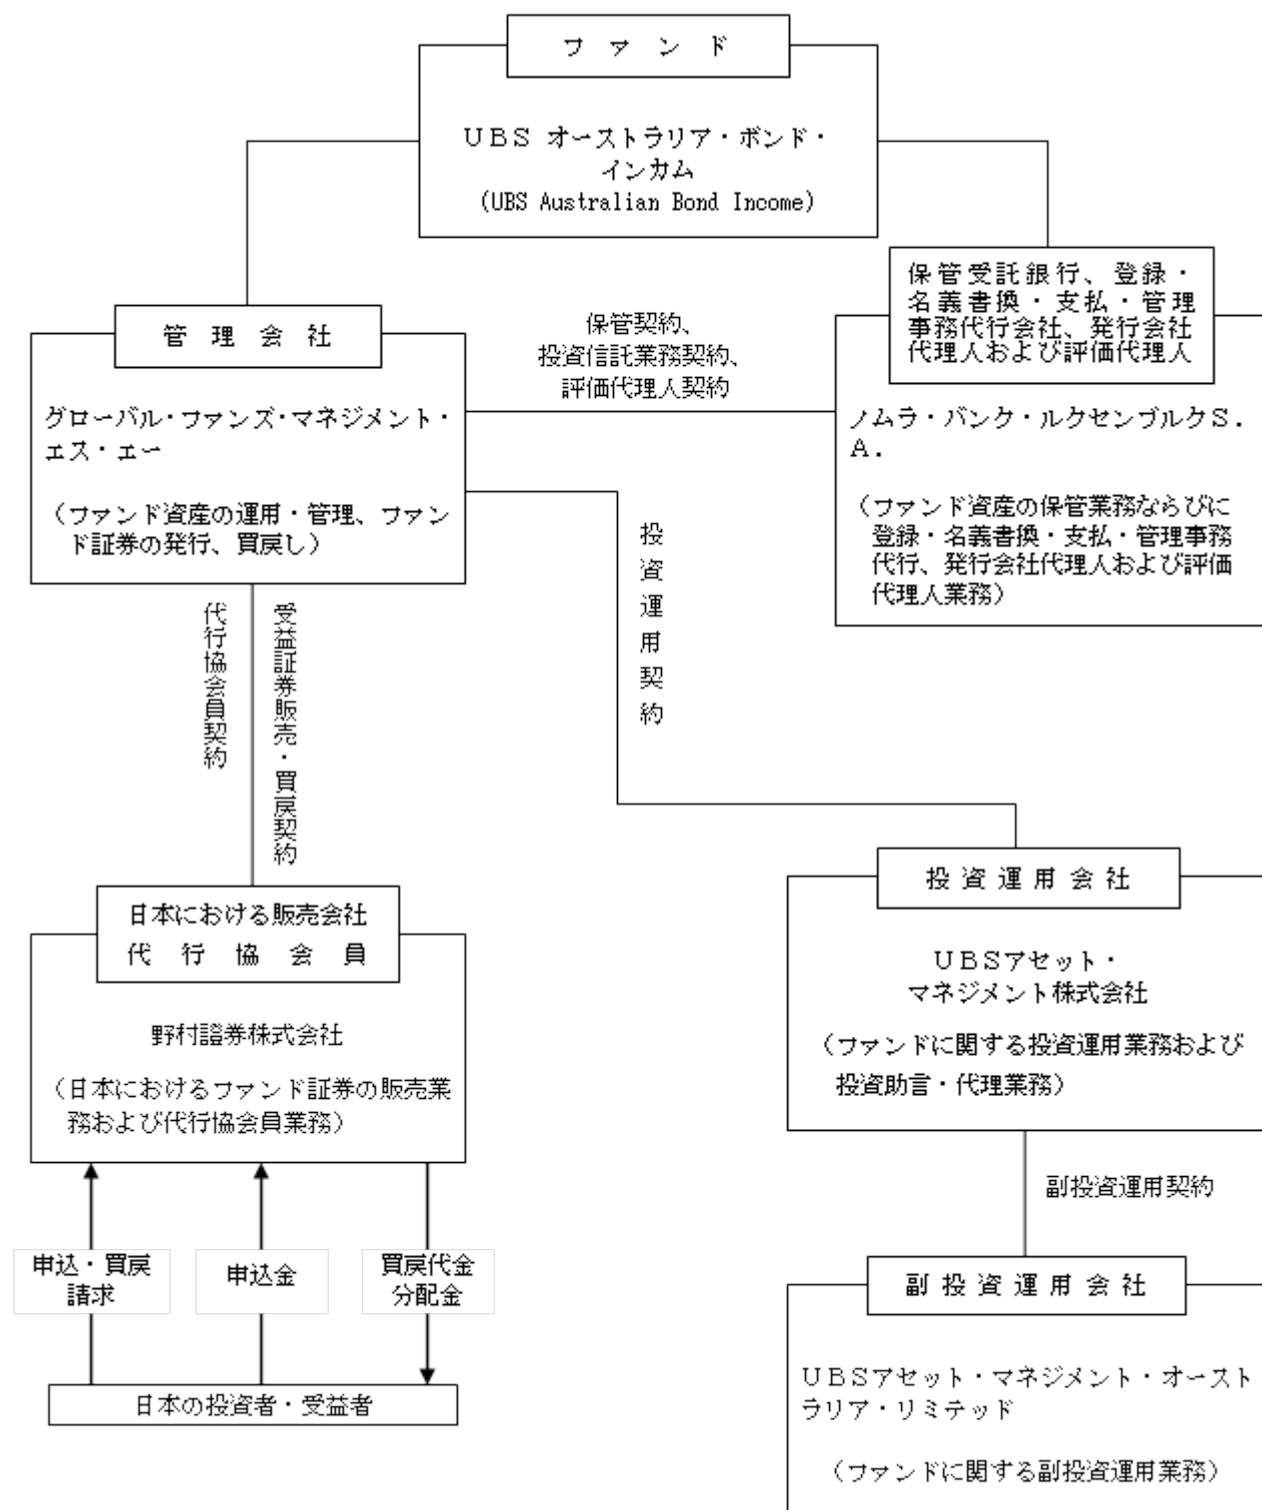 ファンド
UBS オーストラリア・ボンド・
インカム
(UBS Australian Bond Income)
保管受託銀行、登録・
名義書換・支払・管理
事務代行会社、発行会社
代理人および評価代理人
管理会社
保管契約、
投資信託業務契約、
評価代理人契約
グローバル・ファンズ・マネジメント・
エス・エー
(ファンド資産の運用・管理、ファン
ド証券の発行、買戻し)
ノムラ・バンク・ルクセンブルクS.
A.
(ファンド資産の保管業務ならびに
登録・名義書換・支払・管理事務
代行、発行会社代理人および評価
代理人業務)
代行協会員契約
受益証券販売・買戻契約
投資運用契約
投資運用会社
日本における販売会社
代行協会員
UBSアセット・
マネジメント株式会社
(ファンドに関する投資運用業務および
投資助言・代理業務)
野村證券株式会社
(日本におけるファンド証券の販売業
務および代行協会員業務)
副投資運用契約
申込・買戻
請求
申込金
買戻代金
分配金
副投資運用会社
日本の投資者・受益者
UBSアセット・マネジメント・オースト
ラリア・リミテッド
(ファンドに関する副投資運用業務)